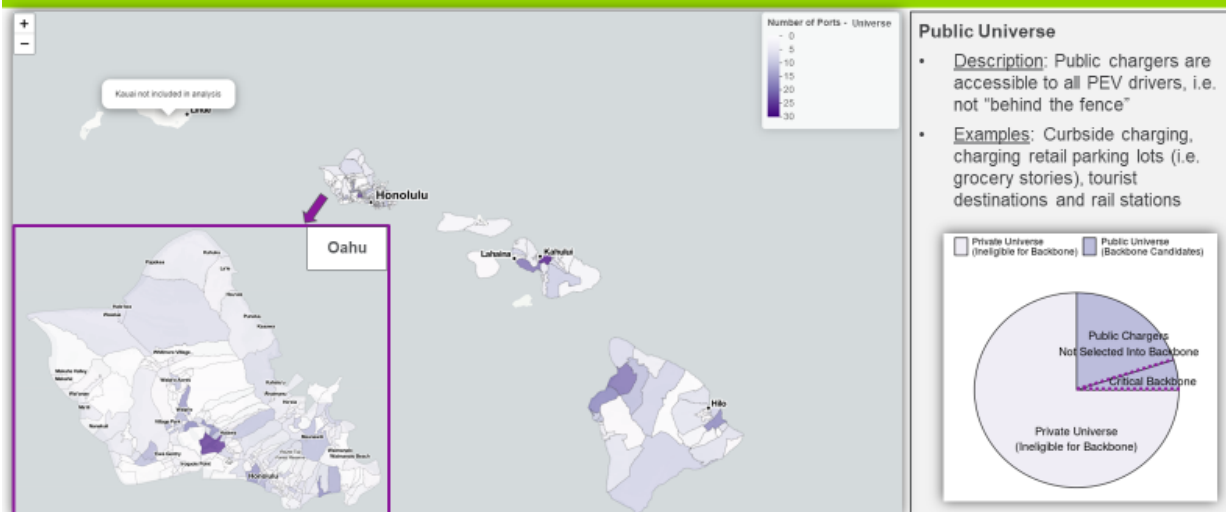 +
−
Kauai not included in analysis
Lihue
Honolulu
Lahaina
Kahului
Hilo
Number of Ports - Universe
0
5
10
15
20
25
30
Oahu
Whitmore Village
Honolulu
Public Universe
• Description: Public chargers are
accessible to all PEV drivers, i.e.
not "behind the fence"
• Examples: Curbside charging,
charging retail parking lots (i.e.
grocery stories), tourist
destinations and rail stations
Private Universe
(Ineligible for Backbone)
Public Universe
(Backbone Candidates)
Public Chargers
Not Selected Into Backbone
Critical Backbone
Private Universe
(Ineligible for Backbone)